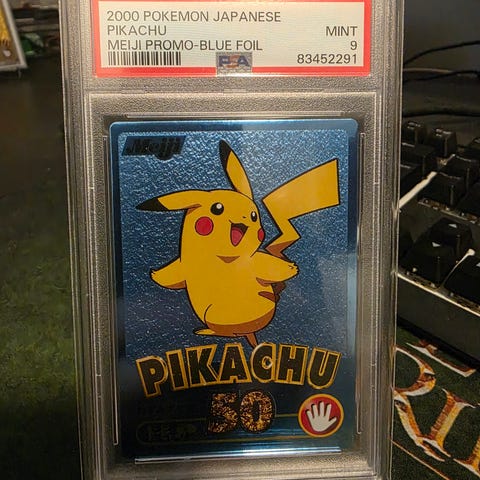 2000 POKEMON JAPANESE
PIKACHU
MINT
MEIJI PROMO-BLUE FOIL
9
PSA
83452291
Meiji
PIKACHU
50